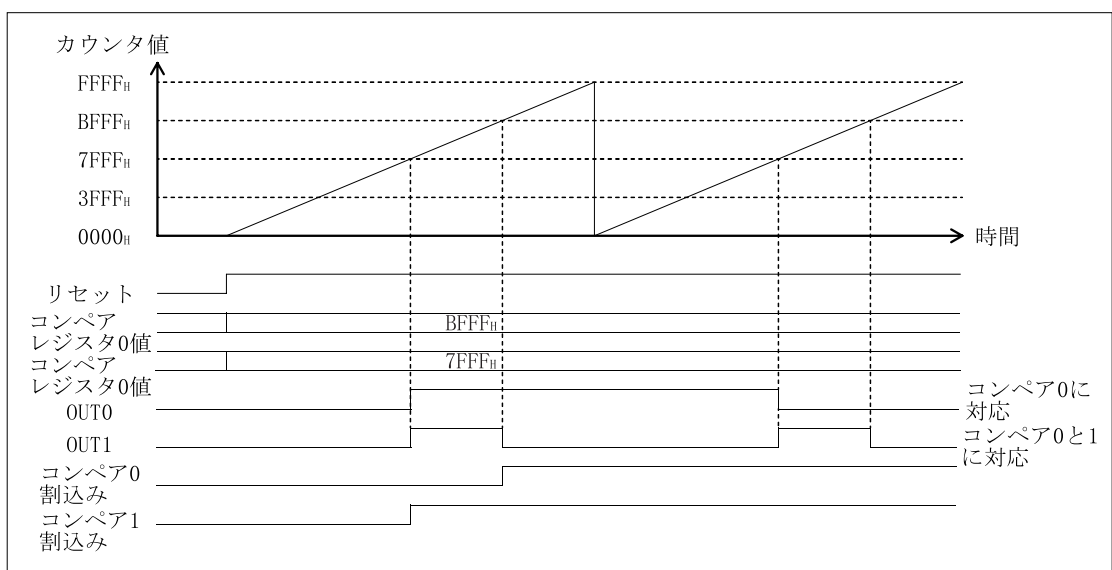 カウンタ値
FFFFH
BFFFH
7FFFH
3FFFH
0000H
時間
リセット
コンペア
レジスタ0値
BFFFH
コンペア
レジスタ0値
7FFFH
OUT0
コンペア0に
対応
OUT1
コンペア0と1
に対応
コンペア0
割込み
コンペア1
割込み